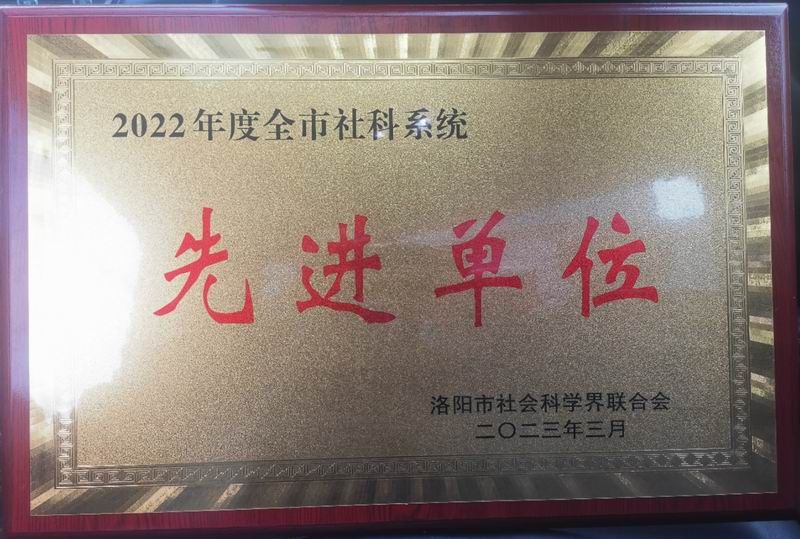 2022年度全市社科系统
先进单位
洛阳市社会科学界联合会
二〇二三年三月